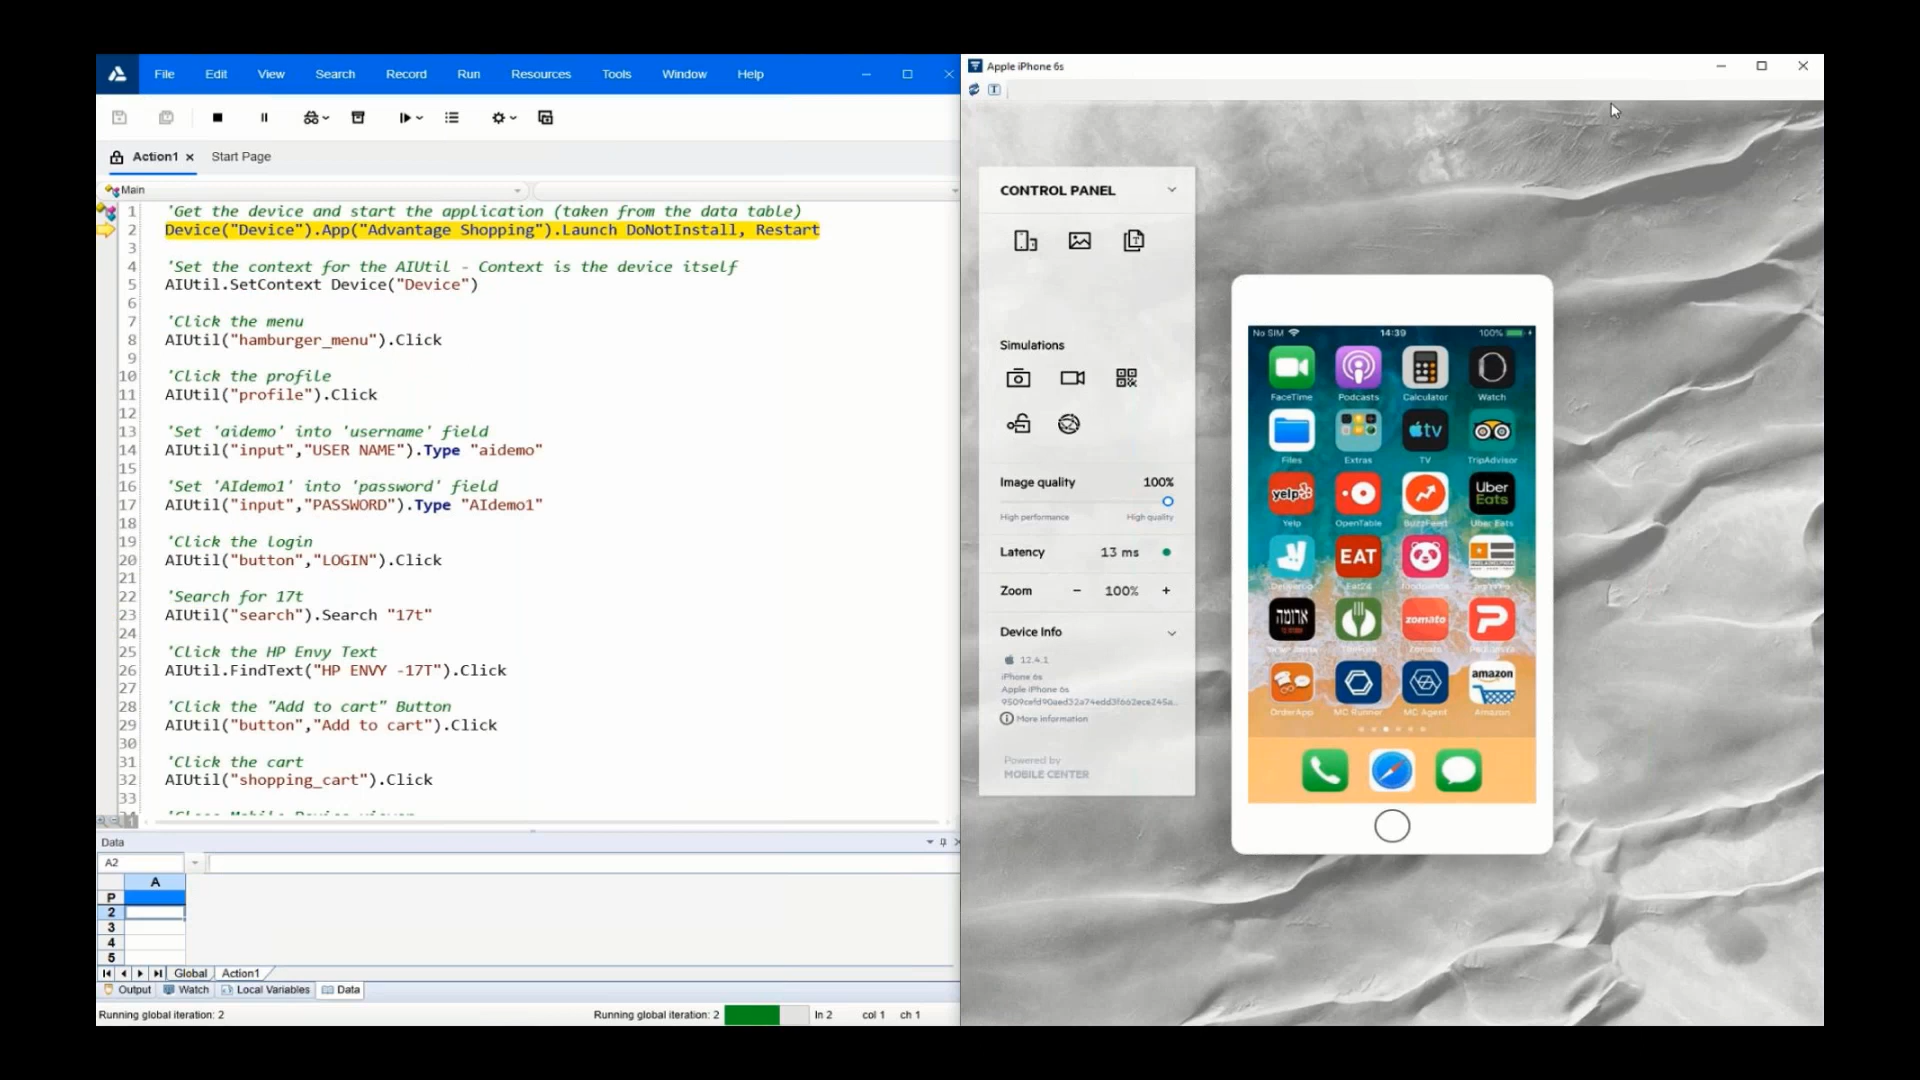 File Edit View Search Record Run Resources Tools Window Help
Action1 × Start Page
Main
1 'Get the device and start the application (taken from the data table)
2 Device("Device").App("Advantage Shopping").Launch DoNotInstall, Restart
3
4 'Set the context for the AIUtil - Context is the device itself
5 AIUtil.SetContext Device("Device")
6
7 'Click the menu
8 AIUtil("hamburger_menu").Click
9
10 'Click the profile
11 AIUtil("profile").Click
12
13 'Set 'aidemo' into 'username' field
14 AIUtil("input","USER NAME").Type "aidemo"
15
16 'Set 'AIdemo1' into 'password' field
17 AIUtil("input","PASSWORD").Type "AIdemo1"
18
19 'Click the login
20 AIUtil("button","LOGIN").Click
21
22 'Search for 17t
23 AIUtil("search").Search "17t"
24
25 'Click the HP Envy Text
26 AIUtil.FindText("HP ENVY -17T").Click
27
28 'Click the "Add to cart" Button
29 AIUtil("button","Add to cart").Click
30
31 'Click the cart
32 AIUtil("shopping_cart").Click
33
Data
A2
A
P
2
3
4
5
Global Action1
Output Watch Local Variables Data
Running global iteration: 2 Running global iteration: 2 ln 2 col 1 ch 1
Apple iPhone 6s
CONTROL PANEL
Simulations
Image quality 100%
High performance High quality
Latency 13 ms
Zoom − 100% +
Device Info
12.4.1
iPhone 6s
Apple iPhone 6s
More information
Powered by
MOBILE CENTER
No SIM 14:39 100%
FaceTime Podcasts Calculator Watch
tv
Files Extras TV TripAdvisor
yelp Uber Eats
Yelp OpenTable BuzzFeed Uber Eats
EAT
Deliveroo Eat24 foodpanda
ארומה zomato
Zomato
amazon
OrderApp MC Runner MC Agent Amazon